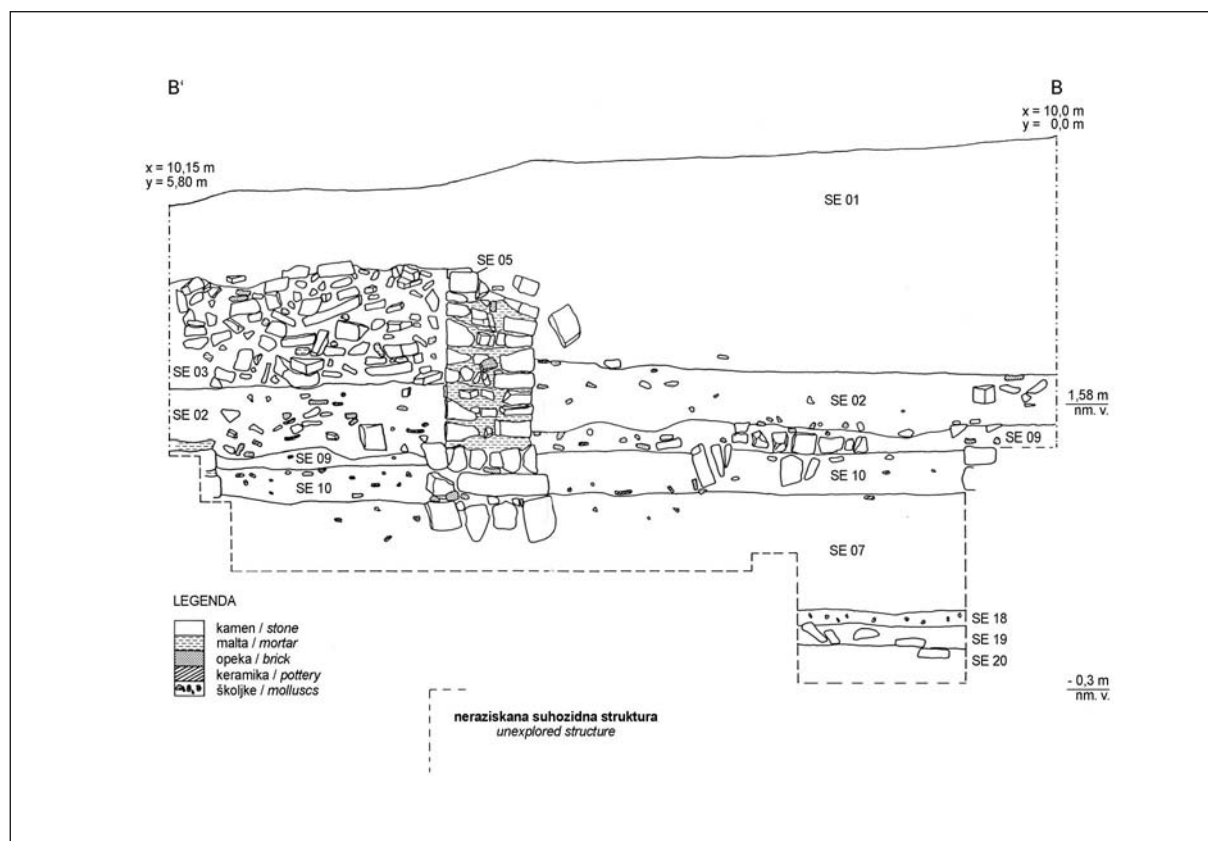 B'
B
x = 10,0 m
y = 0,0 m
x = 10,15 m
y = 5,80 m
SE 01
SE 05
SE 03
SE 02
SE 02
1,58 m
nm. v.
SE 09
SE 09
SE 10
SE 10
SE 07
LEGENDA
kamen / stone
malta / mortar
opeka / brick
keramika / pottery
školjke / molluscs
SE 18
SE 19
SE 20
- 0,3 m
nm. v.
neraziskana suhozidna struktura
unexplored structure